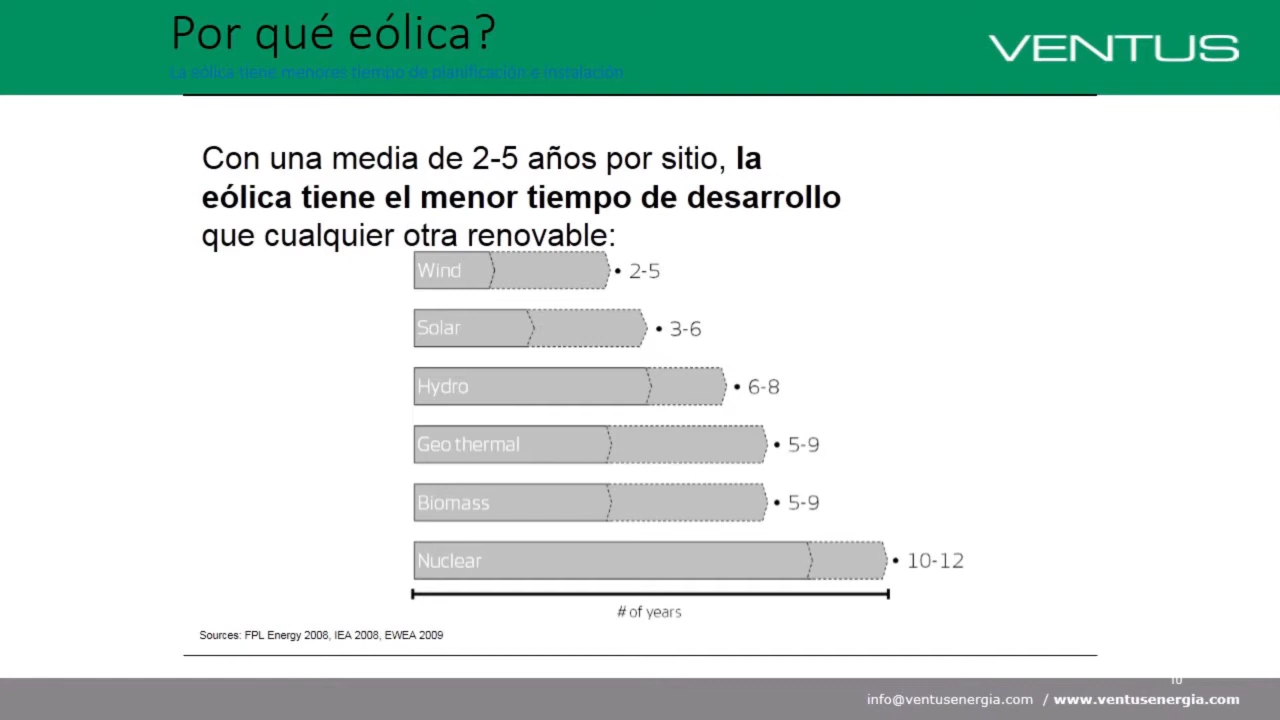 Por qué eólica?
VENTUS
La eólica tiene menores tiempo de planificación e instalación
Con una media de 2-5 años por sitio, la
eólica tiene el menor tiempo de desarrollo
que cualquier otra renovable:
Wind • 2-5
Solar • 3-6
Hydro • 6-8
Geothermal • 5-9
Biomass • 5-9
Nuclear • 10-12
# of years
Sources: FPL Energy 2008, IEA 2008, EWEA 2009
info@ventusenergia.com / www.ventusenergia.com